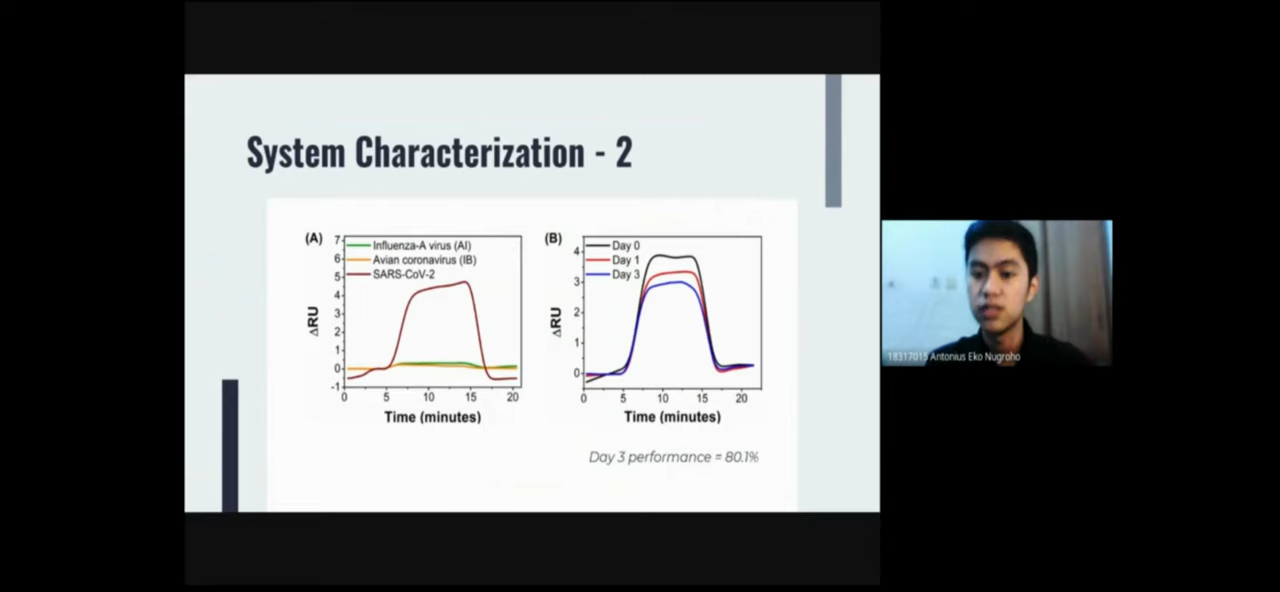 System Characterization - 2
(A)
Influenza-A virus (AI)
Avian coronavirus (IB)
SARS-CoV-2
ΔRU
7
6
5
4
3
2
1
0
-1
0 5 10 15 20
Time (minutes)
(B)
Day 0
Day 1
Day 3
ΔRU
4
3
2
1
0
0 5 10 15 20
Time (minutes)
Day 3 performance = 80.1%
18317015 Antonius Eko Nugroho